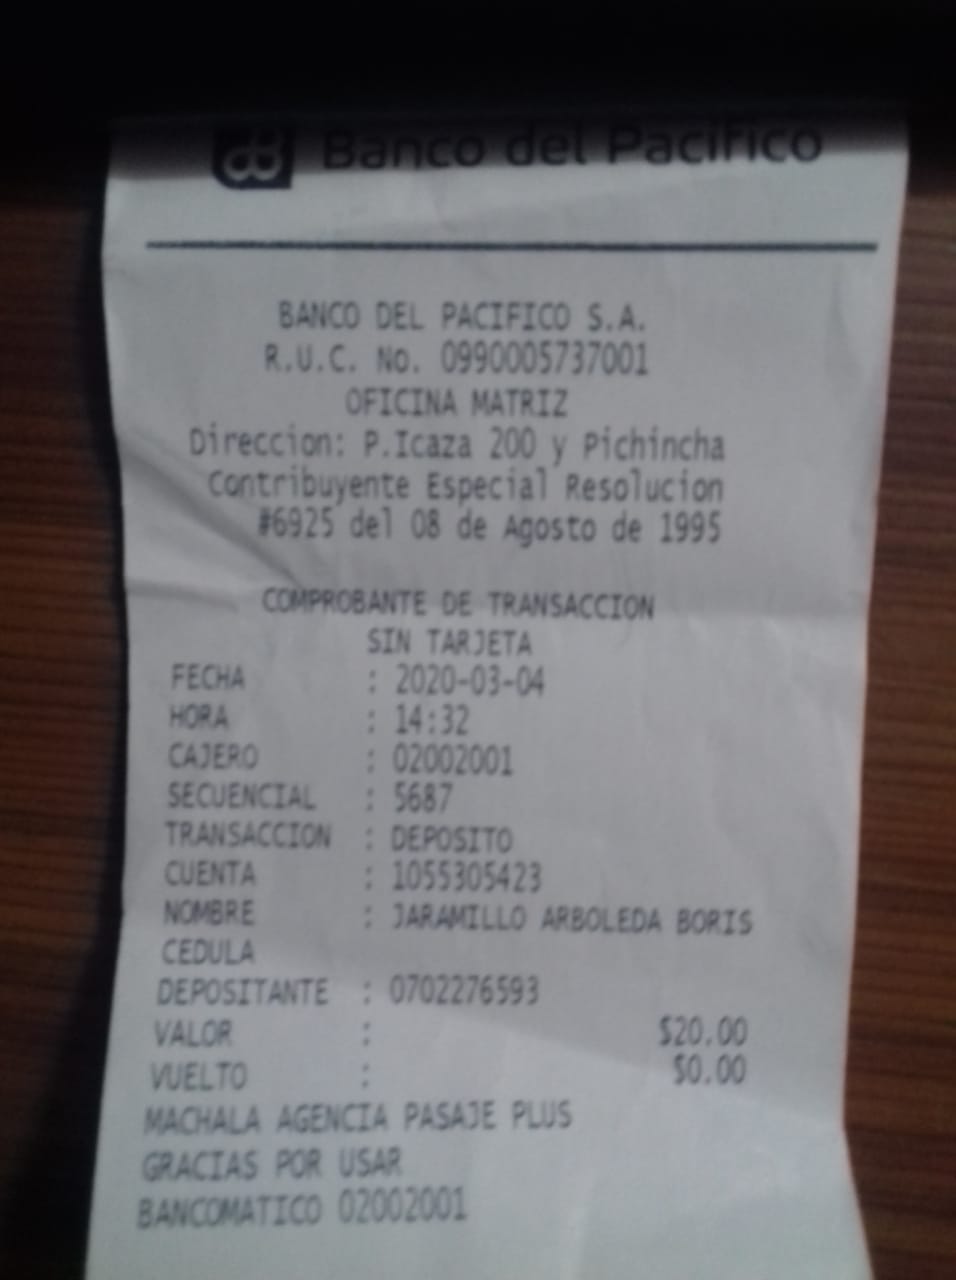 Banco del Pacifico
BANCO DEL PACIFICO S.A.
R.U.C. No. 0990005737001
OFICINA MATRIZ
Direccion: P.Icaza 200 y Pichincha
Contribuyente Especial Resolucion
#6925 del 08 de Agosto de 1995
COMPROBANTE DE TRANSACCION
SIN TARJETA
FECHA : 2020-03-04
HORA : 14:32
CAJERO : 02002001
SECUENCIAL : 5687
TRANSACCION : DEPOSITO
CUENTA : 1055305423
NOMBRE : JARAMILLO ARBOLEDA BORIS
CEDULA
DEPOSITANTE : 0702276593
VALOR : $20.00
VUELTO : $0.00
MACHALA AGENCIA PASAJE PLUS
GRACIAS POR USAR
BANCOMATICO 02002001